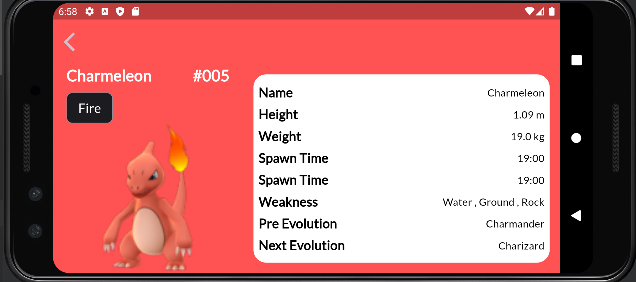 6:58
Charmeleon #005
Fire
Name Charmeleon
Height 1.09 m
Weight 19.0 kg
Spawn Time 19:00
Spawn Time 19:00
Weakness Water , Ground , Rock
Pre Evolution Charmander
Next Evolution Charizard